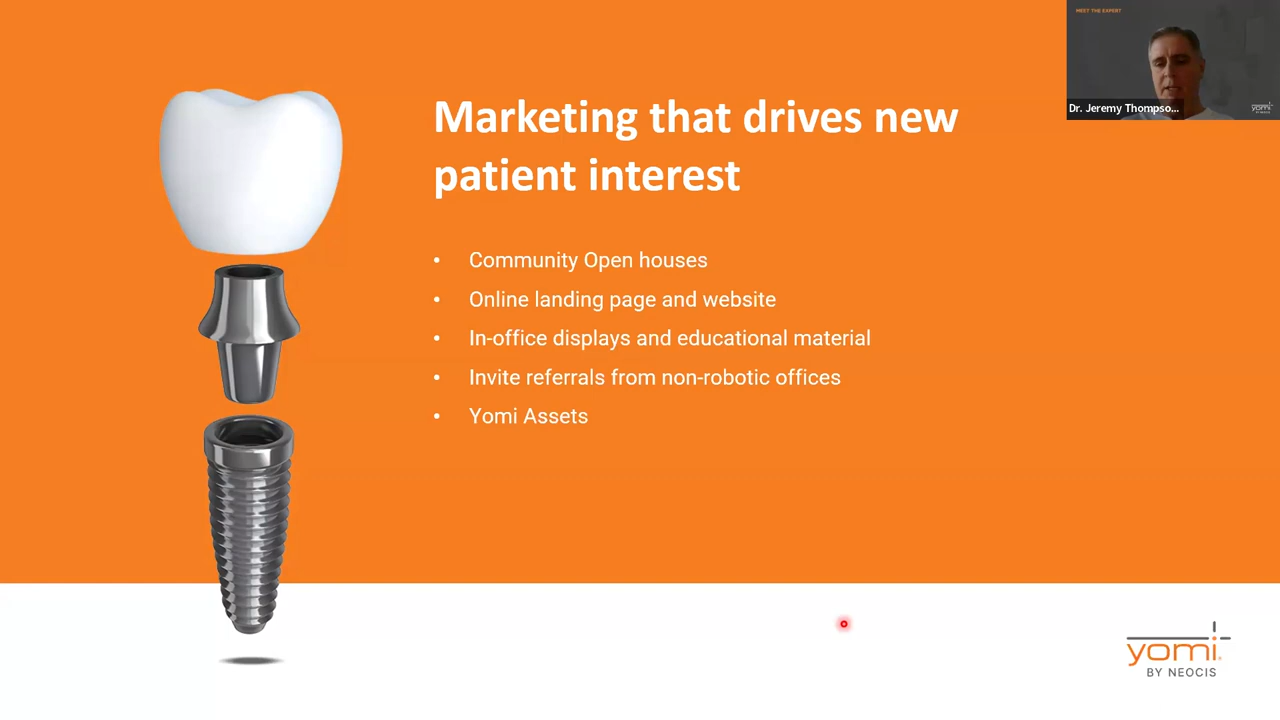 MEET THE EXPERT
Dr. Jeremy Thompso...
yomi
Marketing that drives new
patient interest
• Community Open houses
• Online landing page and website
• In-office displays and educational material
• Invite referrals from non-robotic offices
• Yomi Assets
yomi
BY NEOCIS